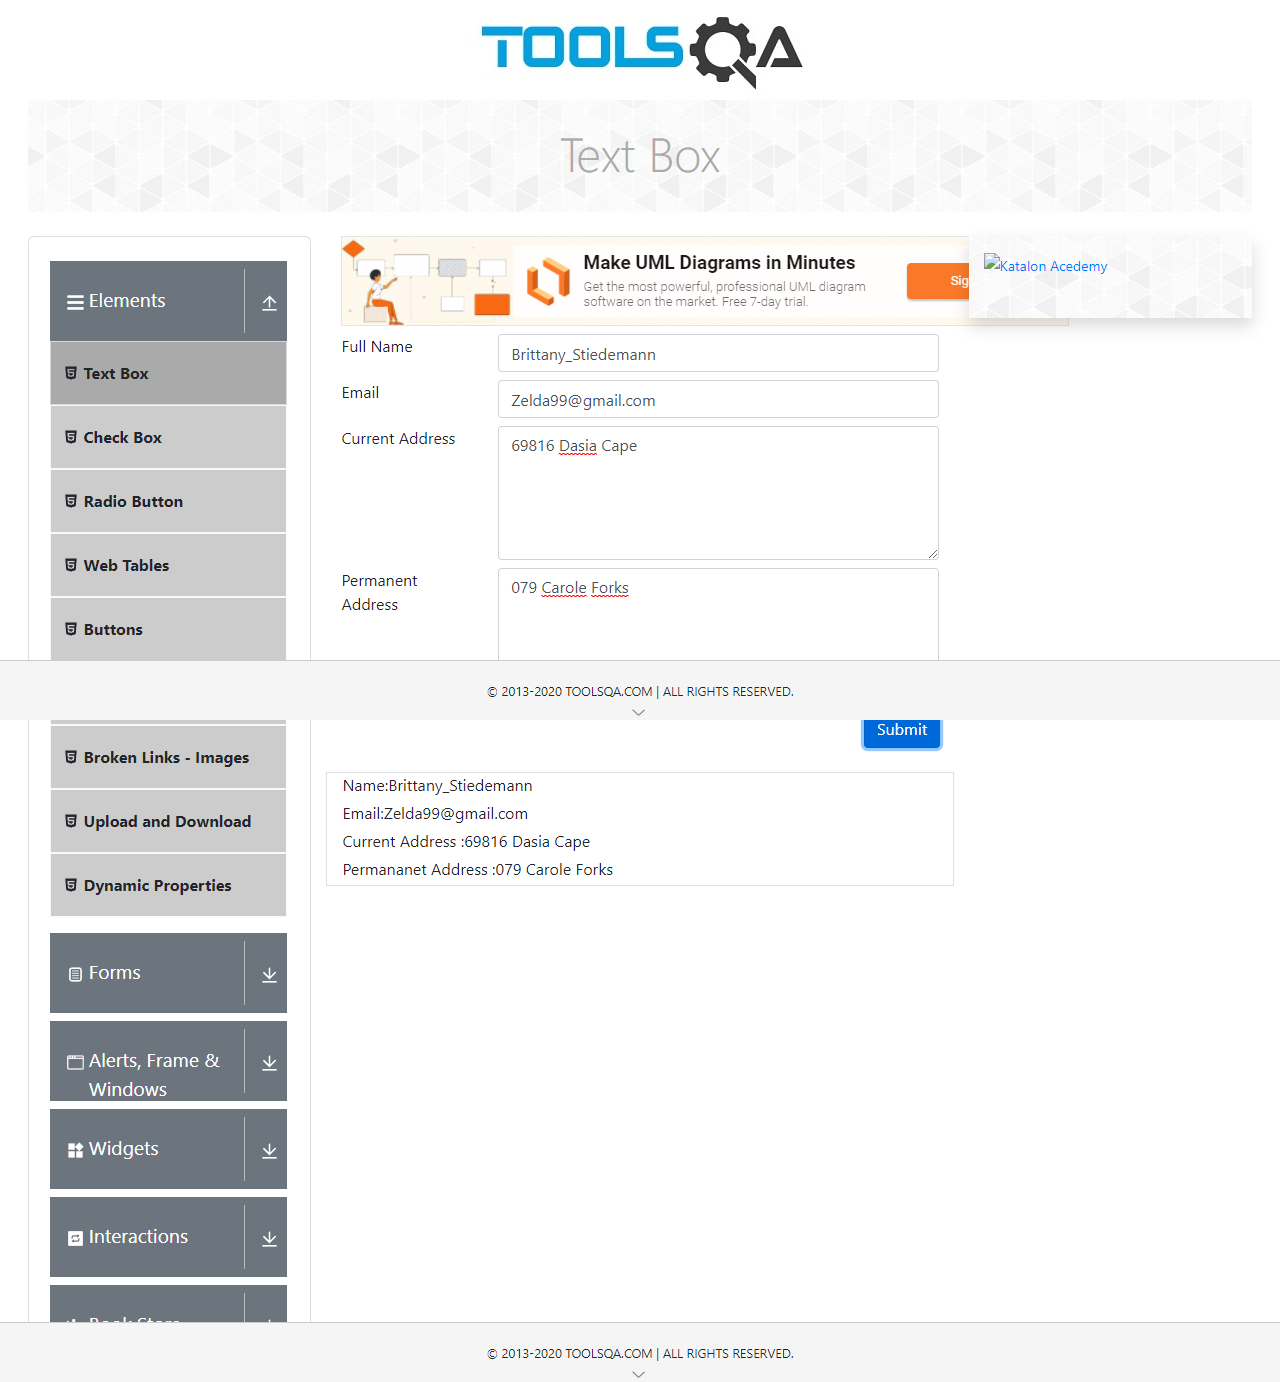 TOOLSQA
Text Box
Elements
Text Box
Check Box
Radio Button
Web Tables
Buttons
Make UML Diagrams in Minutes
Get the most powerful, professional UML diagram
software on the market. Free 7-day trial.
Sig
Katalon Acedemy
Full Name
Brittany_Stiedemann
Email
Zelda99@gmail.com
Current Address
69816 Dasia Cape
Permanent
Address
079 Carole Forks
© 2013-2020 TOOLSQA.COM | ALL RIGHTS RESERVED.
Submit
Broken Links - Images
Upload and Download
Dynamic Properties
Name:Brittany_Stiedemann
Email:Zelda99@gmail.com
Current Address :69816 Dasia Cape
Permananet Address :079 Carole Forks
Forms
Alerts, Frame &
Windows
Widgets
Interactions
Book Store
© 2013-2020 TOOLSQA.COM | ALL RIGHTS RESERVED.